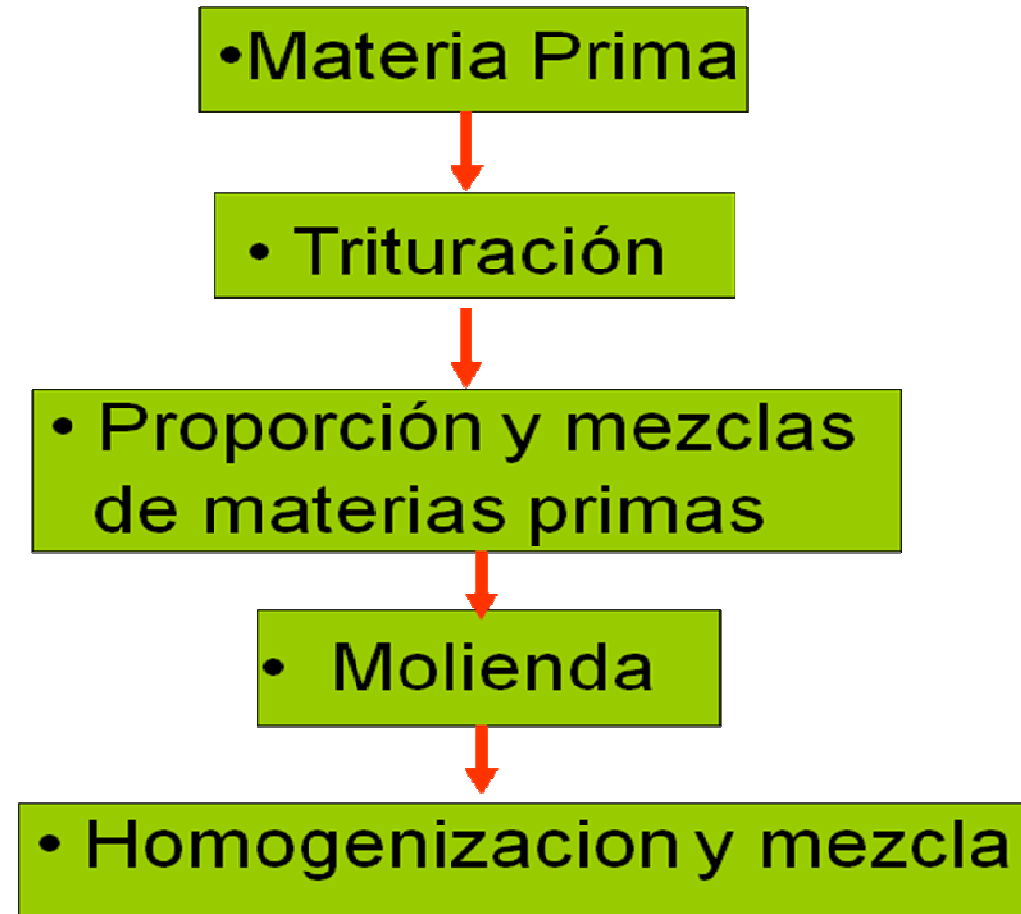 •Materia Prima
• Trituración
• Proporción y mezclas
de materias primas
• Molienda
• Homogenizacion y mezcla